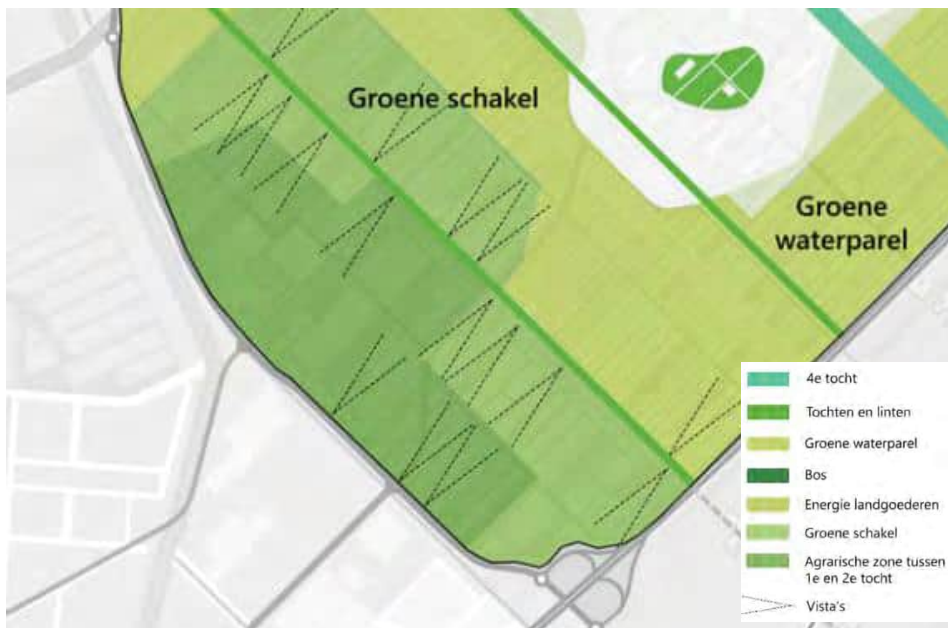 Groene schakel
Groene
waterparel
4e tocht
Tochten en linten
Groene waterparel
Bos
Energie landgoederen
Groene schakel
Agrarische zone tussen
1e en 2e tocht
Vista's